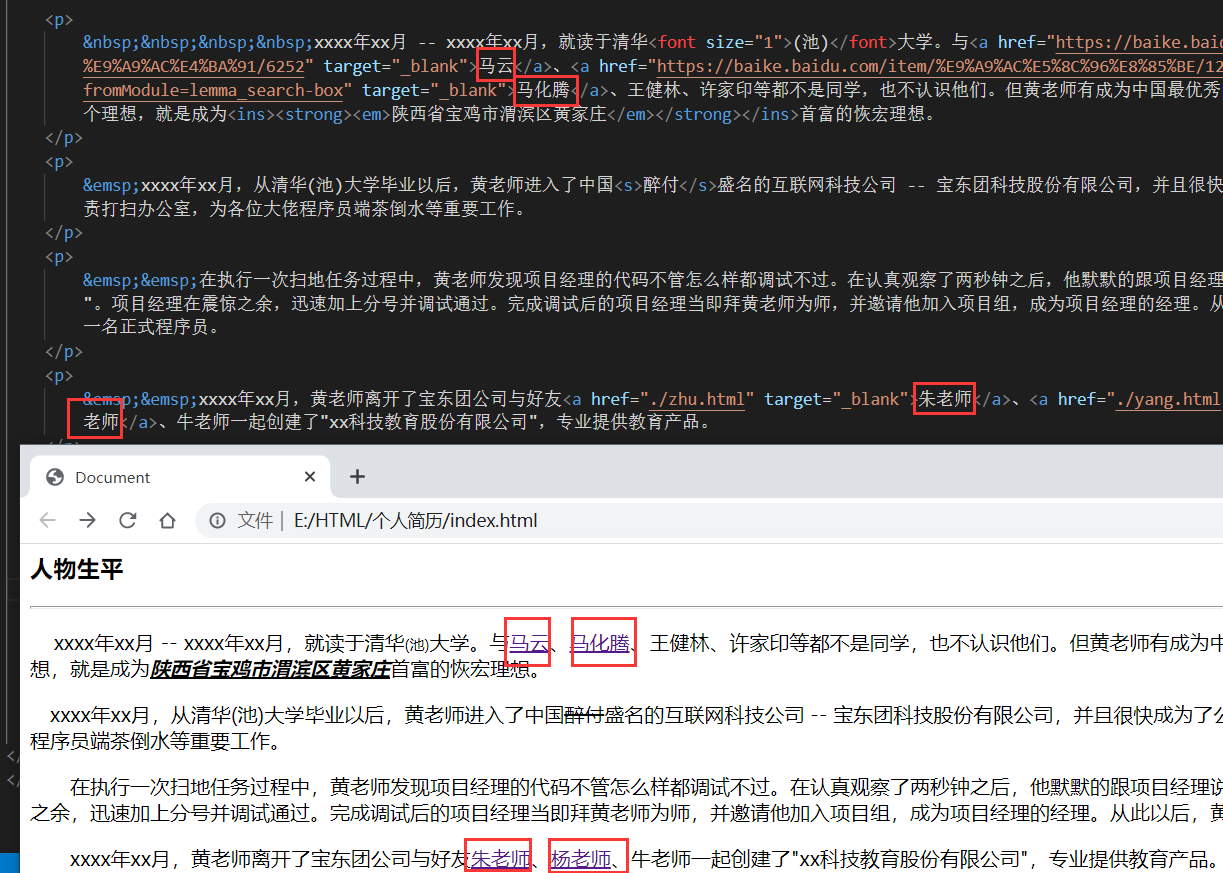 <p>
&nbsp;&nbsp;&nbsp;&nbsp;xxxx年xx月 -- xxxx年xx月，就读于清华<font size="1">(池)</font>大学。与<a href="https://baike.baid
%E9%A9%AC%E4%BA%91/6252" target="_blank">马云</a>、<a href="https://baike.baidu.com/item/%E9%A9%AC%E5%8C%96%E8%85%BE/12
fromModule=lemma_search-box" target="_blank">马化腾</a>、王健林、许家印等都不是同学，也不认识他们。但黄老师有成为中国最优秀
个理想，就是成为<ins><strong><em>陕西省宝鸡市渭滨区黄家庄</em></strong></ins>首富的恢宏理想。
</p>
<p>
&emsp;xxxx年xx月，从清华(池)大学毕业以后，黄老师进入了中国<s>醉付</s>盛名的互联网科技公司 -- 宝东团科技股份有限公司，并且很快
责打扫办公室，为各位大佬程序员端茶倒水等重要工作。
</p>
<p>
&emsp;&emsp;在执行一次扫地任务过程中，黄老师发现项目经理的代码不管怎么样都调试不过。在认真观察了两秒钟之后，他默默的跟项目经理
"。项目经理在震惊之余，迅速加上分号并调试通过。完成调试后的项目经理当即拜黄老师为师，并邀请他加入项目组，成为项目经理的经理。从
一名正式程序员。
</p>
<p>
&emsp;&emsp;xxxx年xx月，黄老师离开了宝东团公司与好友<a href="./zhu.html" target="_blank">朱老师</a>、<a href="./yang.html
老师</a>、牛老师一起创建了"xx科技教育股份有限公司"，专业提供教育产品。
</p>
Document
文件 | E:/HTML/个人简历/index.html
人物生平
xxxx年xx月 -- xxxx年xx月，就读于清华(池)大学。与马云、马化腾、王健林、许家印等都不是同学，也不认识他们。但黄老师有成为中
想，就是成为陕西省宝鸡市渭滨区黄家庄首富的恢宏理想。
xxxx年xx月，从清华(池)大学毕业以后，黄老师进入了中国醉付盛名的互联网科技公司 -- 宝东团科技股份有限公司，并且很快成为了公
程序员端茶倒水等重要工作。
在执行一次扫地任务过程中，黄老师发现项目经理的代码不管怎么样都调试不过。在认真观察了两秒钟之后，他默默的跟项目经理说
之余，迅速加上分号并调试通过。完成调试后的项目经理当即拜黄老师为师，并邀请他加入项目组，成为项目经理的经理。从此以后，黄
xxxx年xx月，黄老师离开了宝东团公司与好友朱老师、杨老师、牛老师一起创建了"xx科技教育股份有限公司"，专业提供教育产品。